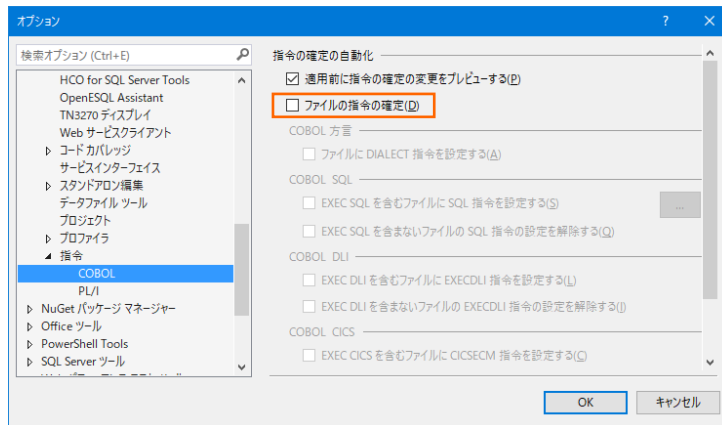 オプション
検索オプション (Ctrl+E)
HCO for SQL Server Tools
OpenESQL Assistant
TN3270 ディスプレイ
Web サービスクライアント
コード カバレッジ
サービスインターフェイス
スタンドアロン編集
データファイル ツール
プロジェクト
プロファイラ
指令
COBOL
PL/I
NuGet パッケージ マネージャー
Office ツール
PowerShell Tools
SQL Server ツール
指令の確定の自動化
適用前に指令の確定の変更をプレビューする(P)
ファイルの指令の確定(D)
COBOL 方言
ファイルに DIALECT 指令を設定する(A)
COBOL SQL
EXEC SQL を含むファイルに SQL 指令を設定する(S)
...
EXEC SQL を含まないファイルの SQL 指令の設定を解除する(Q)
COBOL DLI
EXEC DLI を含むファイルに EXECDLI 指令を設定する(L)
EXEC DLI を含まないファイルの EXECDLI 指令の設定を解除する(I)
COBOL CICS
EXEC CICS を含むファイルに CICSECM 指令を設定する(C)
OK
キャンセル